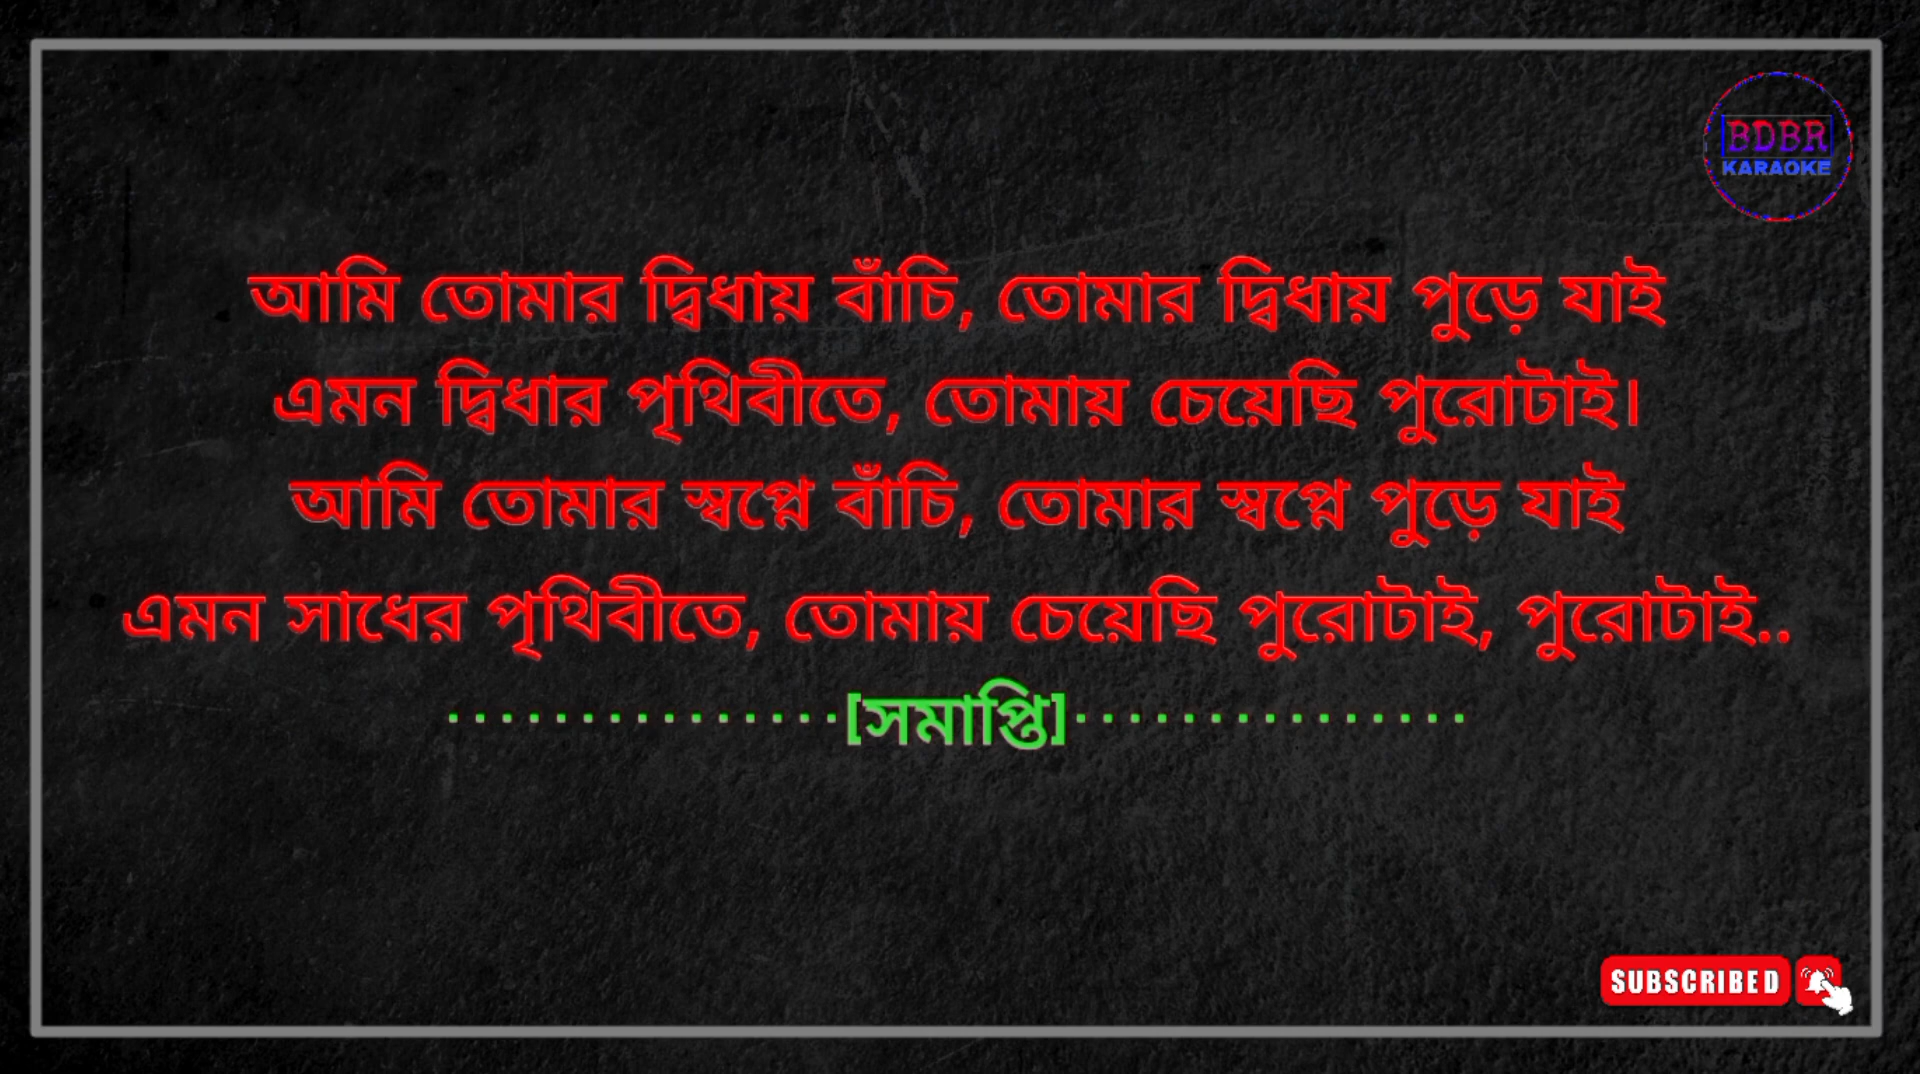 BDBR
KARAOKE
আমি তোমার দ্বিধায় বাঁচি, তোমার দ্বিধায় পুড়ে যাই
এমন দ্বিধার পৃথিবীতে, তোমায় চেয়েছি পুরোটাই।
আমি তোমার স্বপ্নে বাঁচি, তোমার স্বপ্নে পুড়ে যাই
এমন সাধের পৃথিবীতে, তোমায় চেয়েছি পুরোটাই, পুরোটাই..
···············[সমাপ্তি]···············
SUBSCRIBED